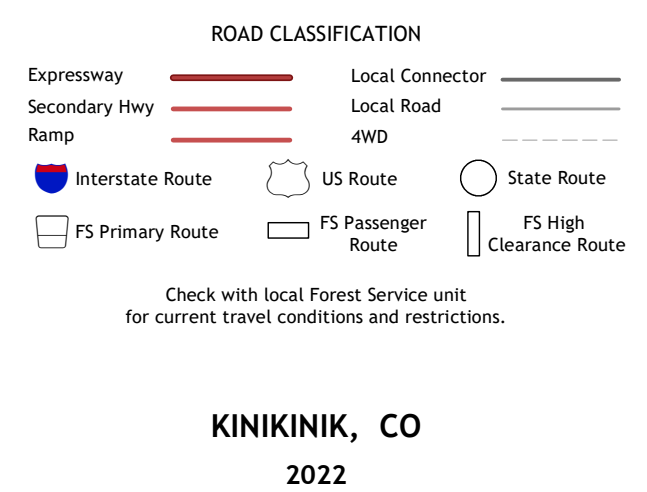 ROAD CLASSIFICATION
Expressway
Local Connector
Secondary Hwy
Local Road
Ramp
4WD
Interstate Route
US Route
State Route
FS Primary Route
FS Passenger
Route
FS High
Clearance Route
Check with local Forest Service unit
for current travel conditions and restrictions.
KINIKINIK, CO
2022